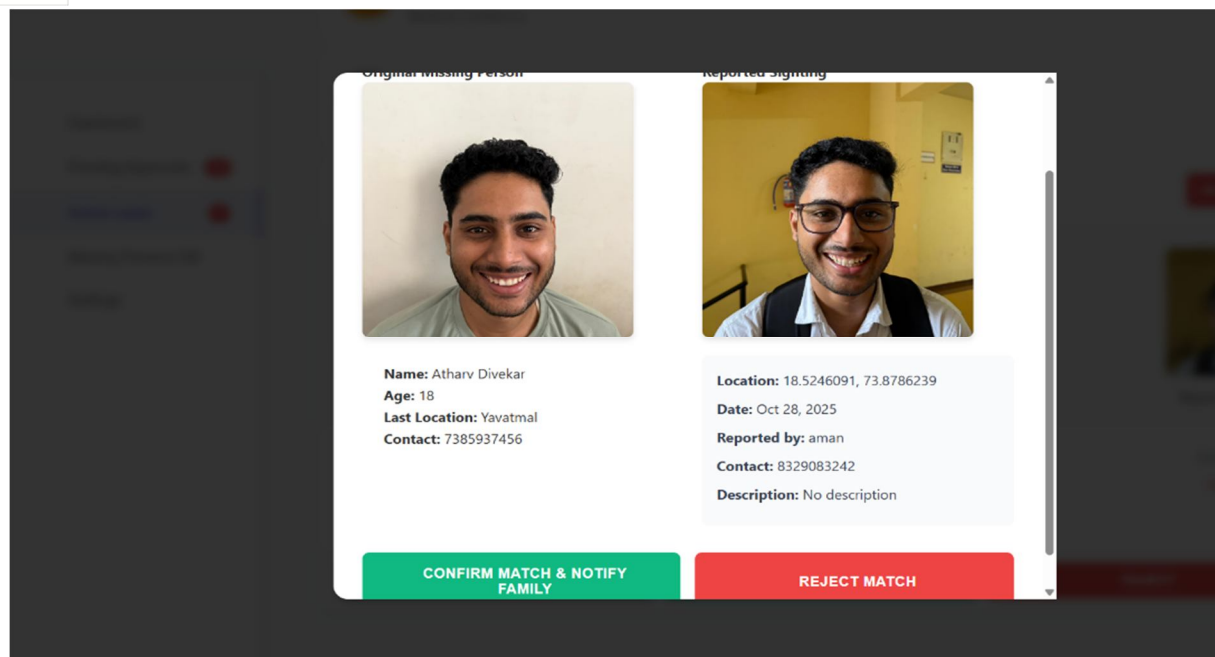 Original Missing Person
Reported Sighting
Name: Atharv Divekar
Age: 18
Last Location: Yavatmal
Contact: 7385937456
Location: 18.5246091, 73.8786239
Date: Oct 28, 2025
Reported by: aman
Contact: 8329083242
Description: No description
CONFIRM MATCH & NOTIFY
FAMILY
REJECT MATCH